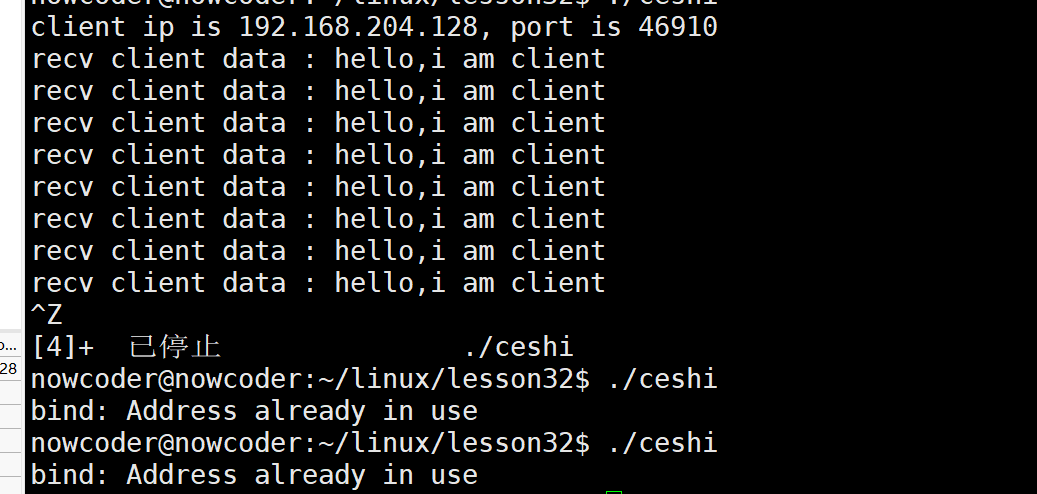 nowcoder@nowcoder:~/linux/lesson32$ ./ceshi
client ip is 192.168.204.128, port is 46910
recv client data : hello,i am client
recv client data : hello,i am client
recv client data : hello,i am client
recv client data : hello,i am client
recv client data : hello,i am client
recv client data : hello,i am client
recv client data : hello,i am client
recv client data : hello,i am client
^Z
o... [4]+  已停止               ./ceshi
28 nowcoder@nowcoder:~/linux/lesson32$ ./ceshi
bind: Address already in use
nowcoder@nowcoder:~/linux/lesson32$ ./ceshi
bind: Address already in use